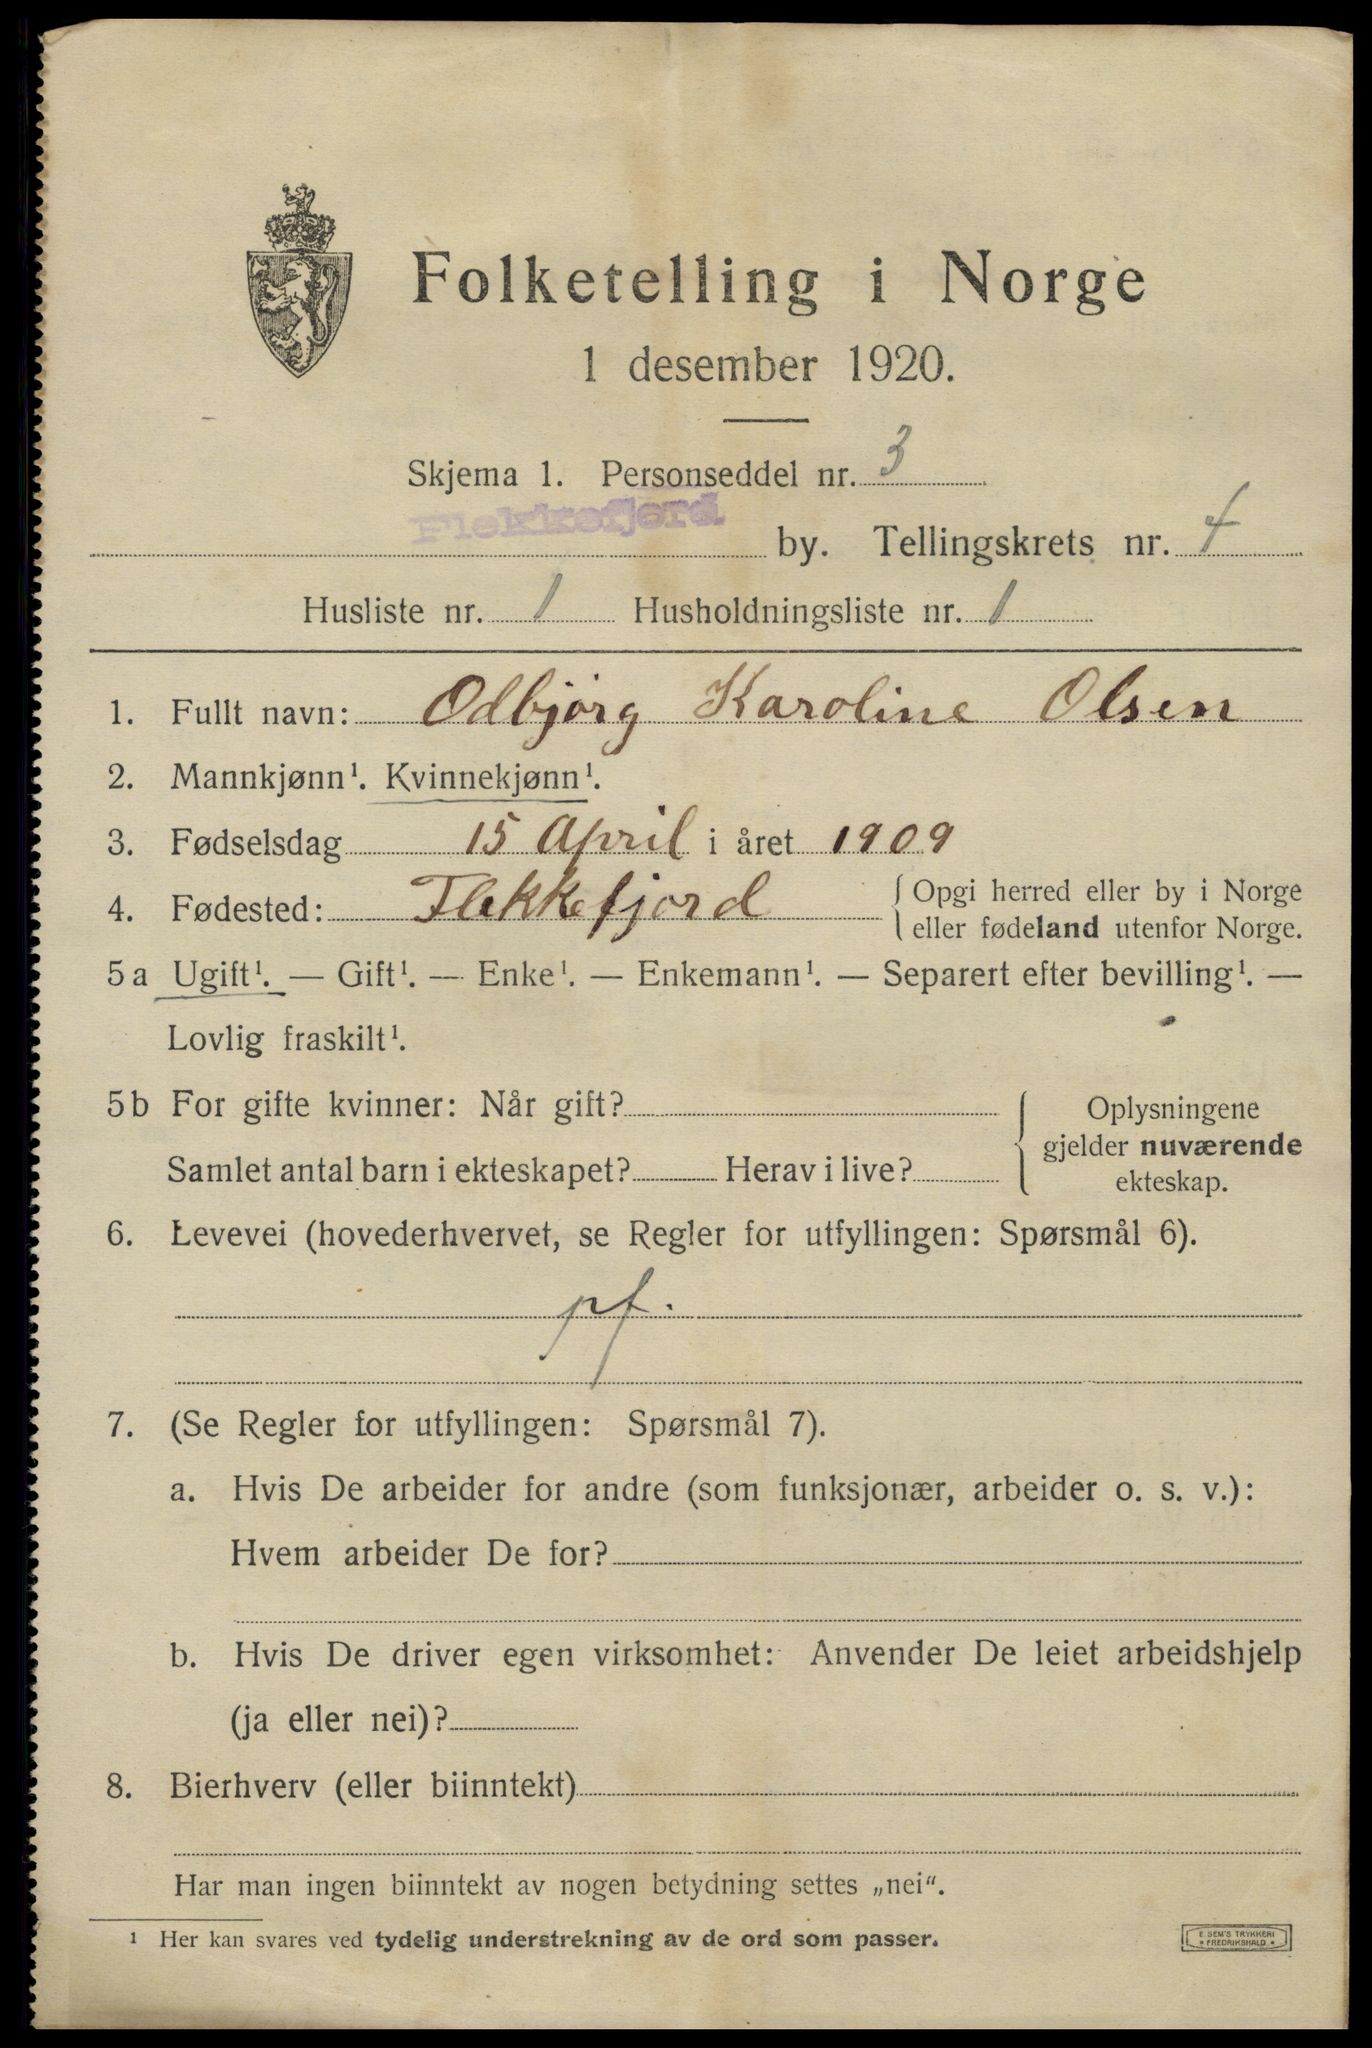 Folketelling i Norge
1 desember 1920.
Skjema 1. Personseddel nr. 3
Flekkefjord by. Tellingskrets nr. 4
Husliste nr. 1 Husholdningsliste nr. 1
1. Fullt navn: Odbjörg Karoline Olsen
2. Mannkjønn¹. Kvinnekjønn¹.
3. Fødselsdag 15 April i året 1909
4. Fødested: Flekkefjord { Opgi herred eller by i Norge
eller fødeland utenfor Norge.
5a Ugift¹. — Gift¹. — Enke¹. — Enkemann¹. — Separert efter bevilling¹. —
Lovlig fraskilt¹.
5b For gifte kvinner: Når gift?
Samlet antal barn i ekteskapet? Herav i live?
{ Oplysningene
gjelder nuværende
ekteskap.
6. Levevei (hovederhvervet, se Regler for utfyllingen: Spørsmål 6).
pf.
7. (Se Regler for utfyllingen: Spørsmål 7).
a. Hvis De arbeider for andre (som funksjonær, arbeider o. s. v.):
Hvem arbeider De for?
b. Hvis De driver egen virksomhet: Anvender De leiet arbeidshjelp
(ja eller nei)?
8. Bierhverv (eller biinntekt)
Har man ingen biinntekt av nogen betydning settes „nei“.
¹ Her kan svares ved tydelig understrekning av de ord som passer.
E. SEM'S TRYKKERI
• FREDRIKSHALD •